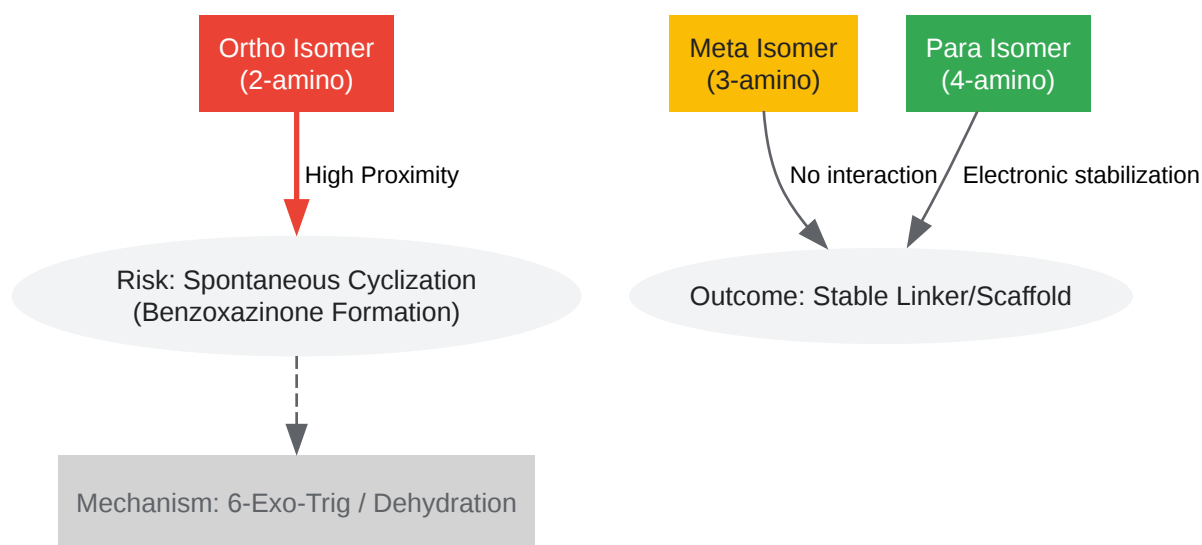 Ortho Isomer
(2-amino)
High Proximity
Risk: Spontaneous Cyclization
(Benzoxazinone Formation)
Mechanism: 6-Exo-Trig / Dehydration
Meta Isomer
(3-amino)
Para Isomer
(4-amino)
No interaction
Electronic stabilization
Outcome: Stable Linker/Scaffold